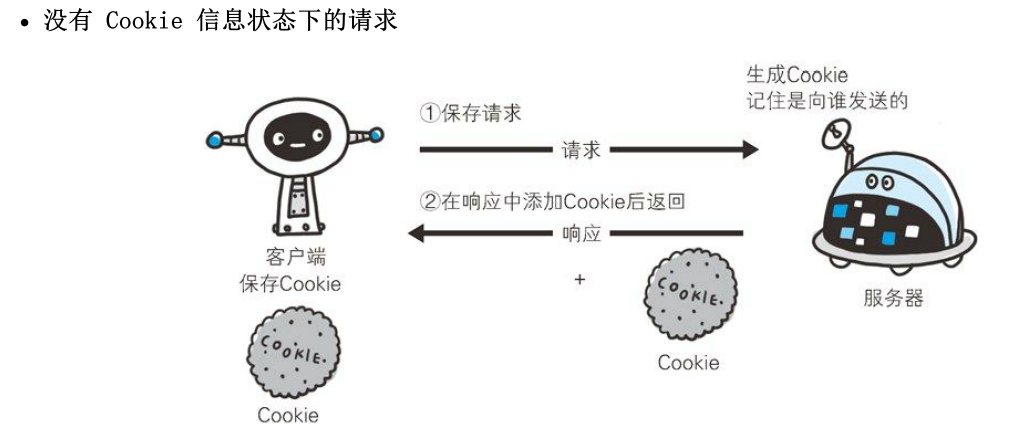 • 没有 Cookie 信息状态下的请求
生成Cookie
记住是向谁发送的
①保存请求
请求
②在响应中添加Cookie后返回
响应
客户端
保存Cookie
+
COOKIE.
服务器
Cookie
COOKIE.
Cookie